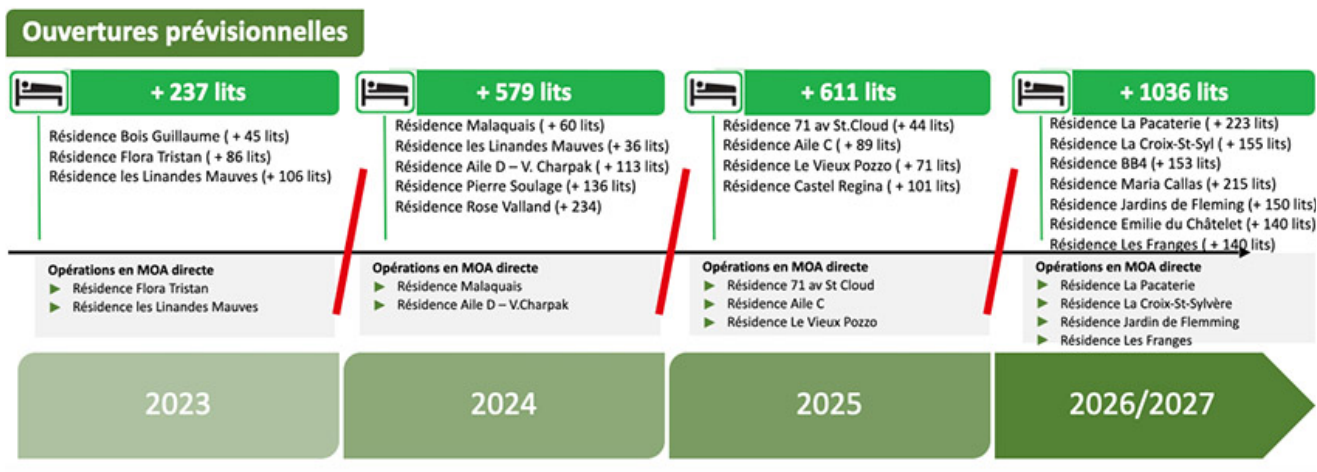 Ouvertures prévisionnelles
+ 237 lits
Résidence Bois Guillaume ( + 45 lits)
Résidence Flora Tristan ( + 86 lits)
Résidence les Linandes Mauves (+ 106 lits)
Opérations en MOA directe
Résidence Flora Tristan
Résidence les Linandes Mauves
2023
+ 579 lits
Résidence Malaquais ( + 60 lits)
Résidence les Linandes Mauves (+ 36 lits)
Résidence Aile D – V. Charpak ( + 113 lits)
Résidence Pierre Soulage ( + 136 lits)
Résidence Rose Valland ( + 234)
Opérations en MOA directe
Résidence Malaquais
Résidence Aile D – V.Charpak
2024
+ 611 lits
Résidence 71 av St.Cloud (+ 44 lits)
Résidence Aile C ( + 89 lits)
Résidence Le Vieux Pozzo ( + 71 lits)
Résidence Castel Regina ( + 101 lits)
Opérations en MOA directe
Résidence 71 av St Cloud
Résidence Aile C
Résidence Le Vieux Pozzo
2025
+ 1036 lits
Résidence La Pacaterie ( + 223 lits)
Résidence La Croix-St-Syl ( + 155 lits)
Résidence BB4 ( + 153 lits)
Résidence Maria Callas ( + 215 lits)
Résidence Jardins de Fleming (+ 150 lits)
Résidence Emilie du Châtelet (+ 140 lits)
Résidence Les Franges ( + 140 lits)
Opérations en MOA directe
Résidence La Pacaterie
Résidence La Croix-St-Sylvère
Résidence Jardin de Flemming
Résidence Les Franges
2026/2027